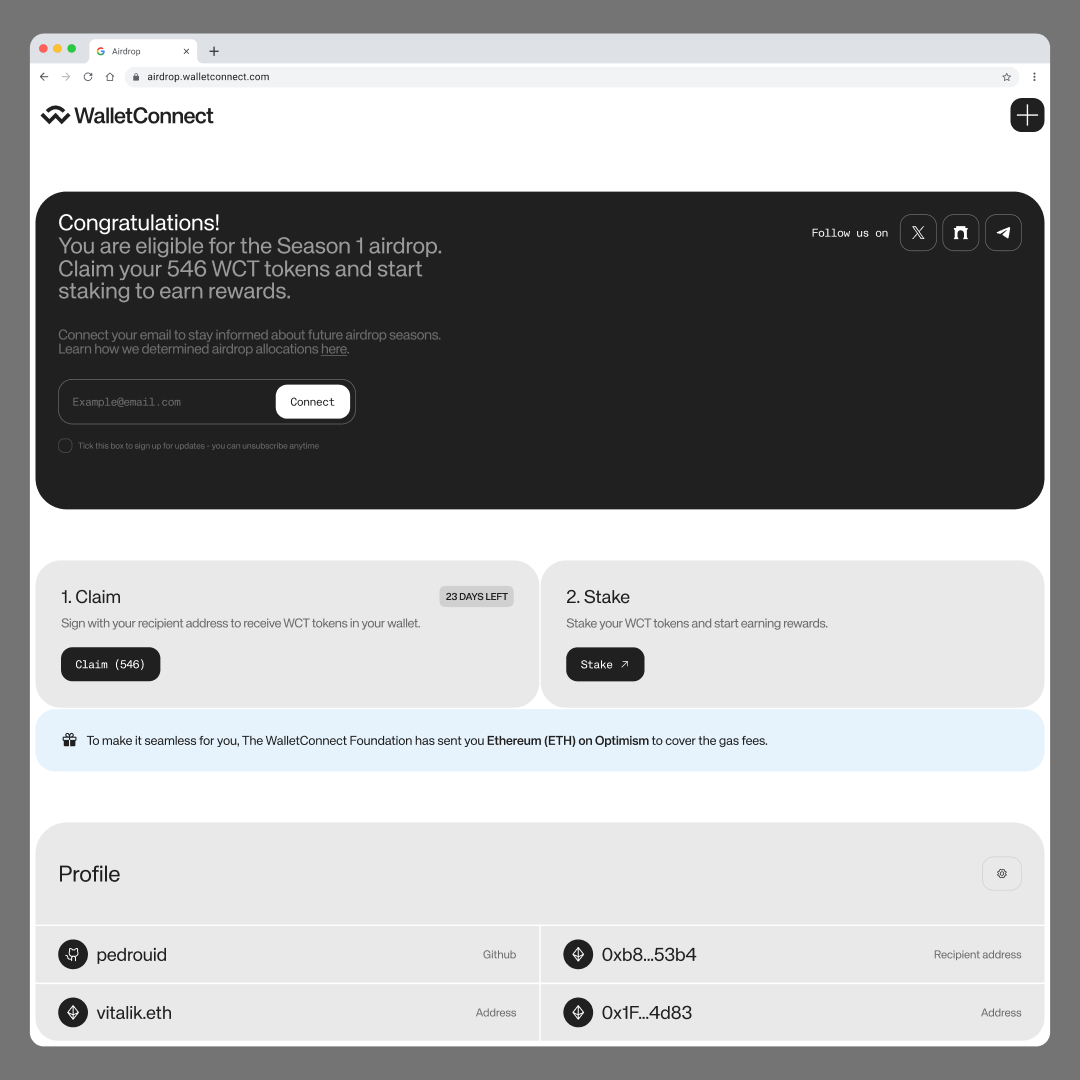 Airdrop
airdrop.walletconnect.com
WalletConnect
Congratulations!
You are eligible for the Season 1 airdrop.
Claim your 546 WCT tokens and start
staking to earn rewards.
Follow us on
Connect your email to stay informed about future airdrop seasons.
Learn how we determined airdrop allocations here.
Example@email.com
Connect
Tick this box to sign up for updates - you can unsubscribe anytime
1. Claim
23 DAYS LEFT
Sign with your recipient address to receive WCT tokens in your wallet.
Claim (546)
2. Stake
Stake your WCT tokens and start earning rewards.
Stake
To make it seamless for you, The WalletConnect Foundation has sent you Ethereum (ETH) on Optimism to cover the gas fees.
Profile
pedrouid
Github
0xb8...53b4
Recipient address
vitalik.eth
Address
0x1F...4d83
Address